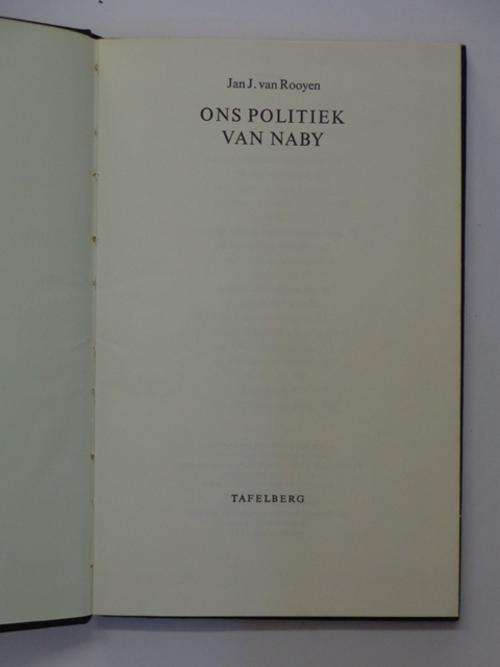 Jan J. van Rooyen
ONS POLITIEK
VAN NABY
TAFELBERG